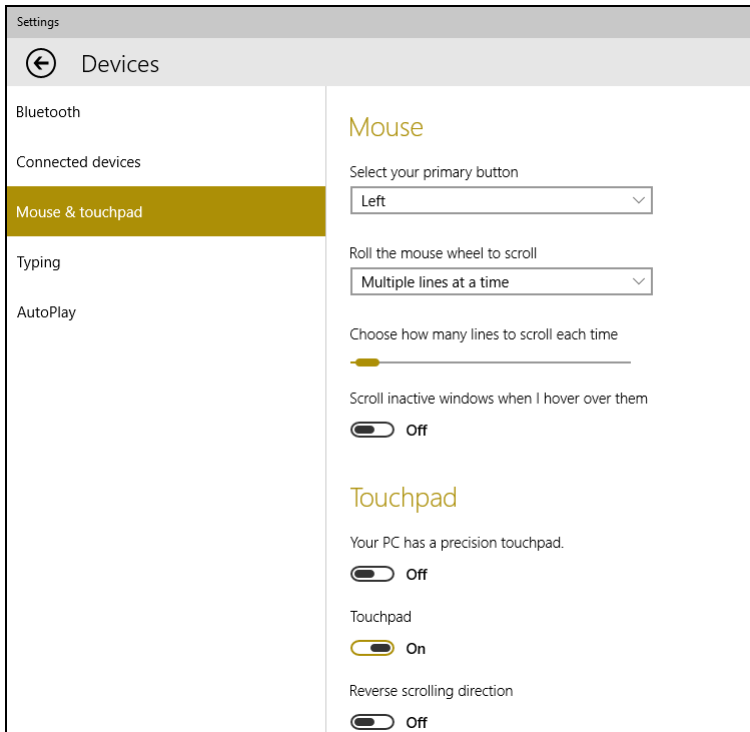 Settings
Devices
Bluetooth
Connected devices
Mouse & touchpad
Typing
AutoPlay
Mouse
Select your primary button
Left
Roll the mouse wheel to scroll
Multiple lines at a time
Choose how many lines to scroll each time
Scroll inactive windows when I hover over them
Off
Touchpad
Your PC has a precision touchpad.
Off
Touchpad
On
Reverse scrolling direction
Off